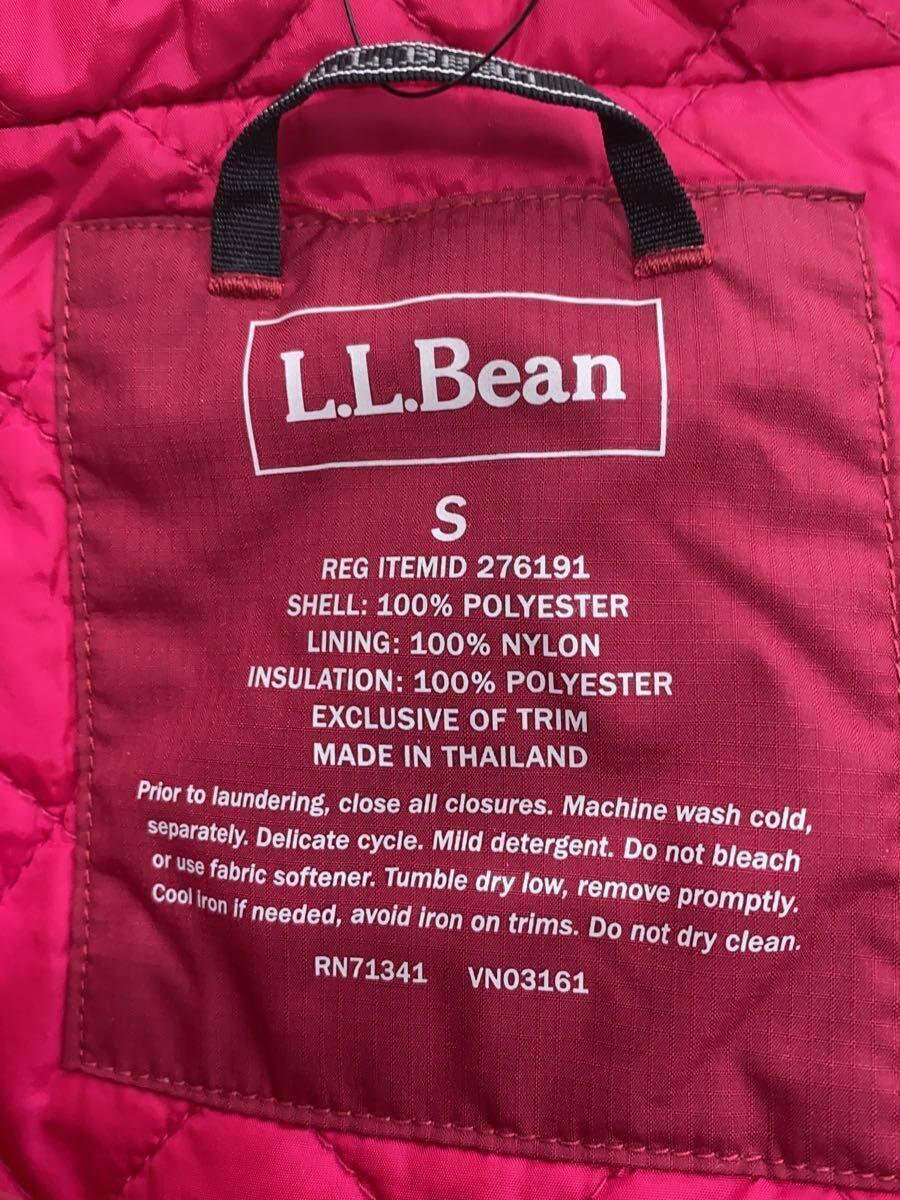 L.L.Bean
L.L.Bean
S
REG ITEMID 276191
SHELL: 100% POLYESTER
LINING: 100% NYLON
INSULATION: 100% POLYESTER
EXCLUSIVE OF TRIM
MADE IN THAILAND
Prior to laundering, close all closures. Machine wash cold,
separately. Delicate cycle. Mild detergent. Do not bleach
or use fabric softener. Tumble dry low, remove promptly.
Cool iron if needed, avoid iron on trims. Do not dry clean.
RN71341 VN03161